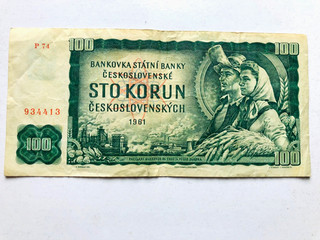 100
100
P 74
BANKOVKA STÁTNÍ BANKY
ČESKOSLOVENSKÉ
STO KORUN
ČESKOSLOVENSKÝCH
934413
1961
100
100